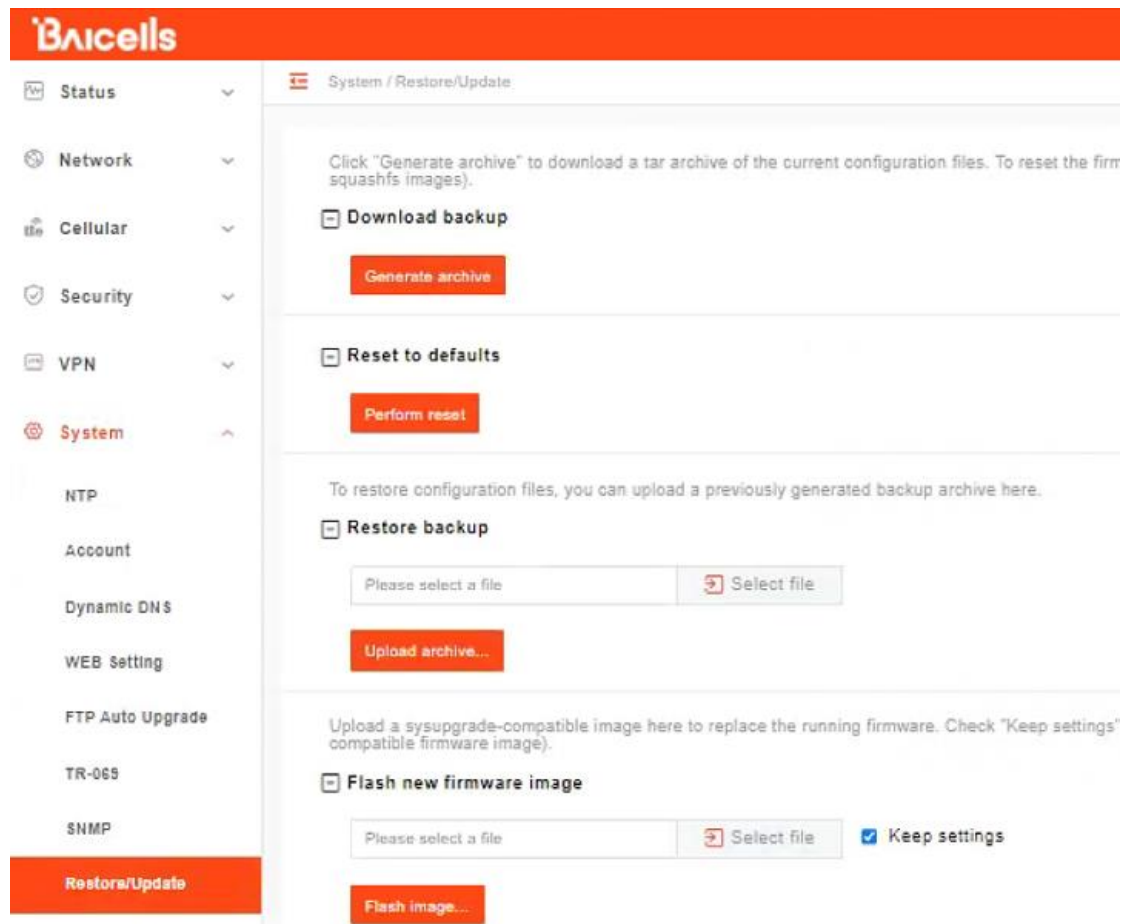 Baicells
Status
Network
Cellular
Security
VPN
System
NTP
Account
Dynamic DNS
WEB Setting
FTP Auto Upgrade
TR-069
SNMP
Restore/Update
System / Restore/Update
Click "Generate archive" to download a tar archive of the current configuration files. To reset the firm
squashfs images).
Download backup
Generate archive
Reset to defaults
Perform reset
To restore configuration files, you can upload a previously generated backup archive here.
Restore backup
Please select a file
Select file
Upload archive...
Upload a sysupgrade-compatible image here to replace the running firmware. Check "Keep settings"
compatible firmware image).
Flash new firmware image
Please select a file
Select file
Keep settings
Flash image...